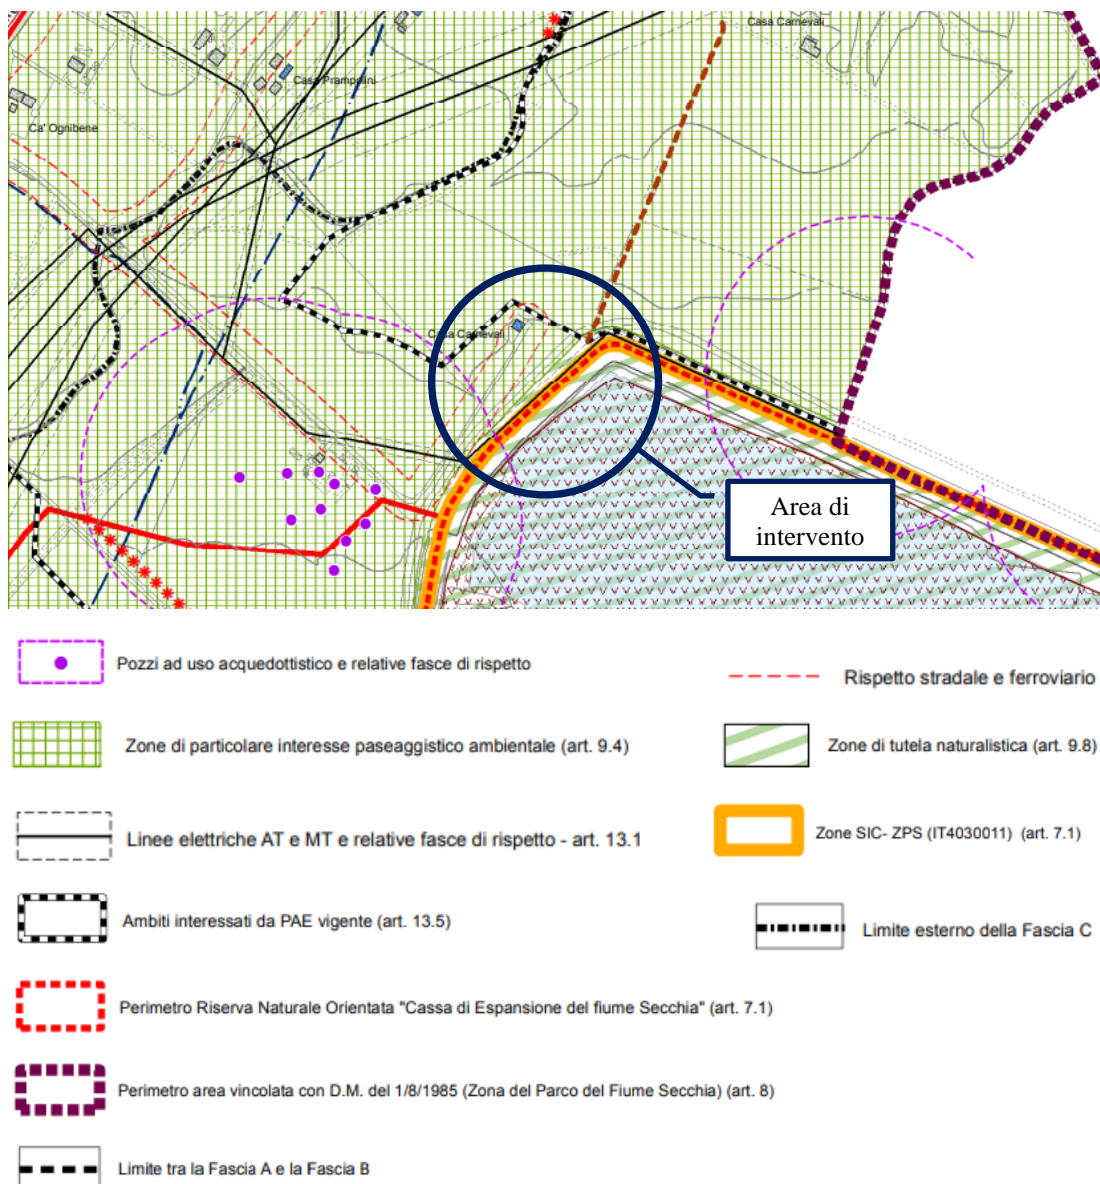 Casa Carnevali
Casa Prampolini
Ca' Ognibene
Casa Carnevali
Area di
intervento
Pozzi ad uso acquedottistico e relative fasce di rispetto
Rispetto stradale e ferroviario
Zone di particolare interesse paseaggistico ambientale (art. 9.4)
Zone di tutela naturalistica (art. 9.8)
Linee elettriche AT e MT e relative fasce di rispetto - art. 13.1
Zone SIC- ZPS (IT4030011) (art. 7.1)
Ambiti interessati da PAE vigente (art. 13.5)
Limite esterno della Fascia C
Perimetro Riserva Naturale Orientata "Cassa di Espansione del fiume Secchia" (art. 7.1)
Perimetro area vincolata con D.M. del 1/8/1985 (Zona del Parco del Fiume Secchia) (art. 8)
Limite tra la Fascia A e la Fascia B